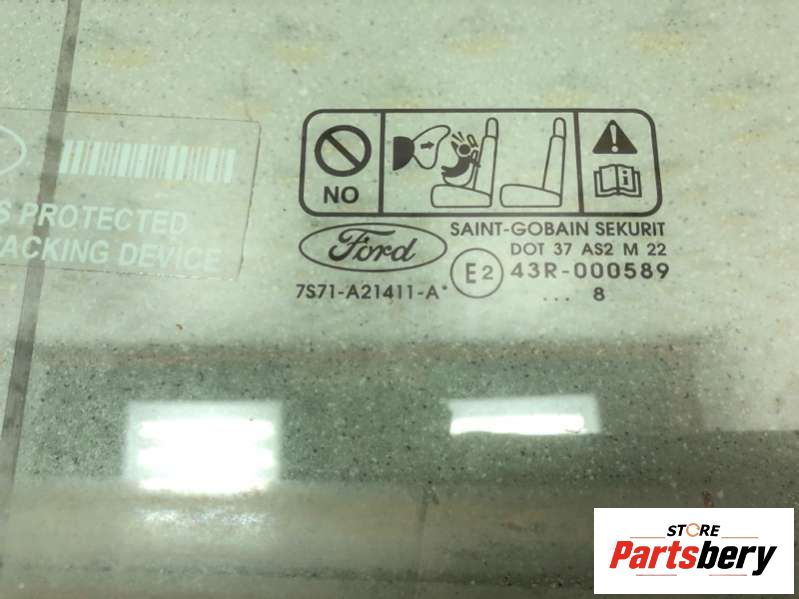 NO
SAINT-GOBAIN SEKURIT
Ford
DOT 37 AS2 M 22
E2 43R-000589
7S71-A21411-A*
... 8
S PROTECTED
ACKING DEVICE
STORE
Partsbery